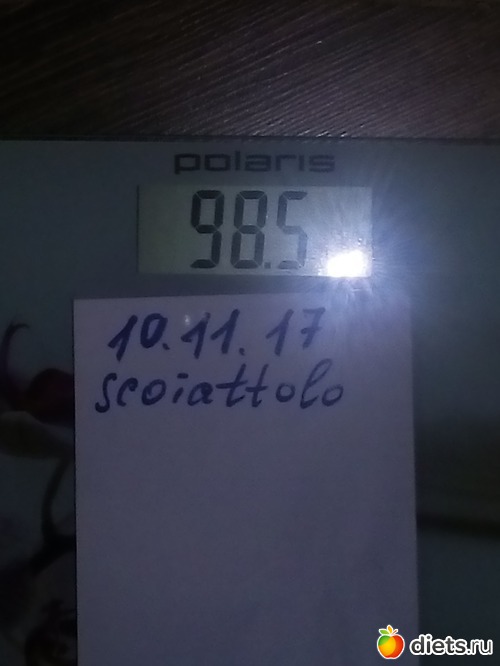 polaris
98.5
10.11.17
scoiattolo
diets.ru